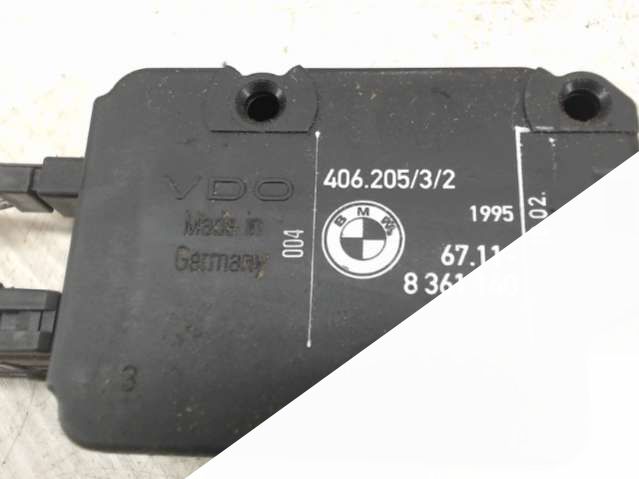 VDO
Made in
Germany
3
004
406.205/3/2
BMW
1995
67.11
8 361
02.